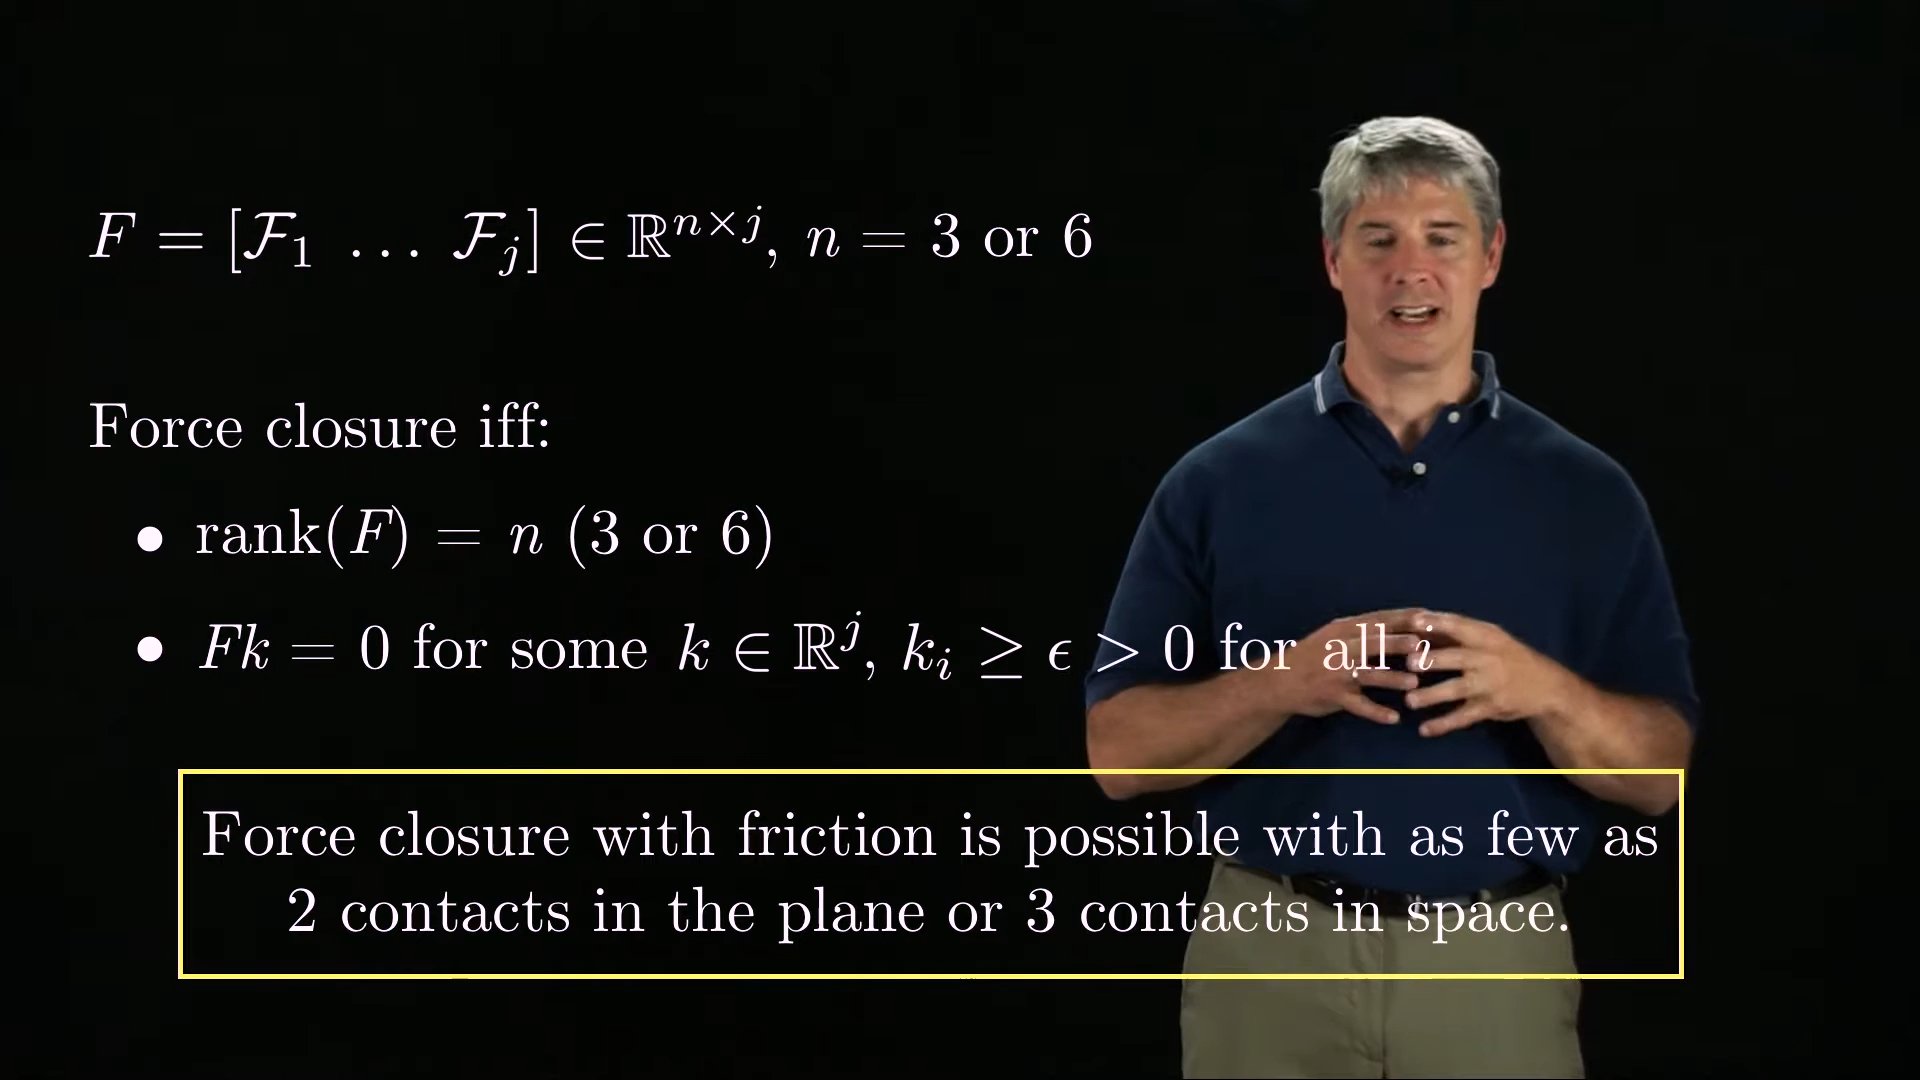 F = [ℱ₁ … ℱⱼ] ∈ ℝⁿˣʲ, n = 3 or 6
Force closure iff:
• rank(F) = n (3 or 6)
• Fk = 0 for some k ∈ ℝʲ, kᵢ ≥ ϵ > 0 for all i
Force closure with friction is possible with as few as
2 contacts in the plane or 3 contacts in space.